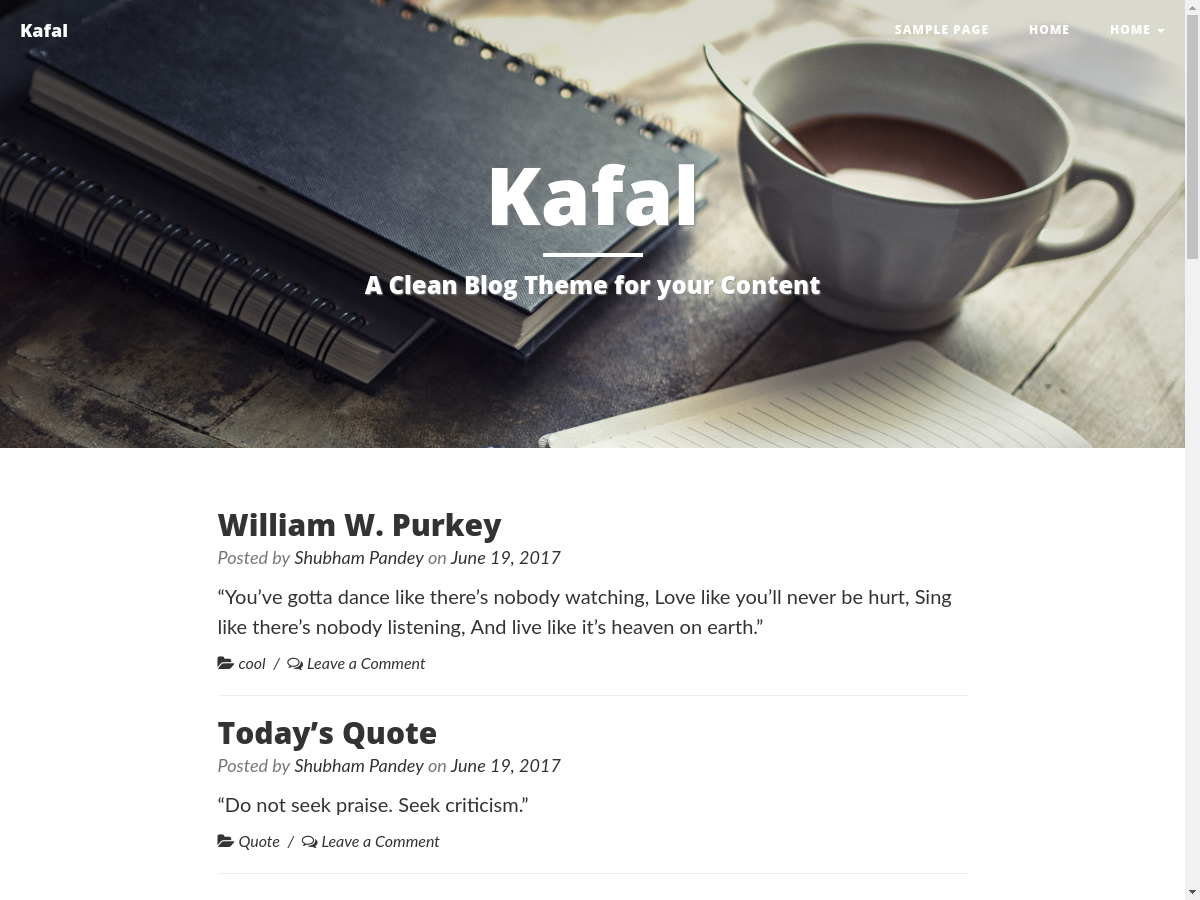 Kafal
SAMPLE PAGE HOME HOME
Kafal
A Clean Blog Theme for your Content
William W. Purkey
Posted by Shubham Pandey on June 19, 2017
“You’ve gotta dance like there’s nobody watching, Love like you’ll never be hurt, Sing
like there’s nobody listening, And live like it’s heaven on earth.”
cool / Leave a Comment
Today’s Quote
Posted by Shubham Pandey on June 19, 2017
“Do not seek praise. Seek criticism.”
Quote / Leave a Comment